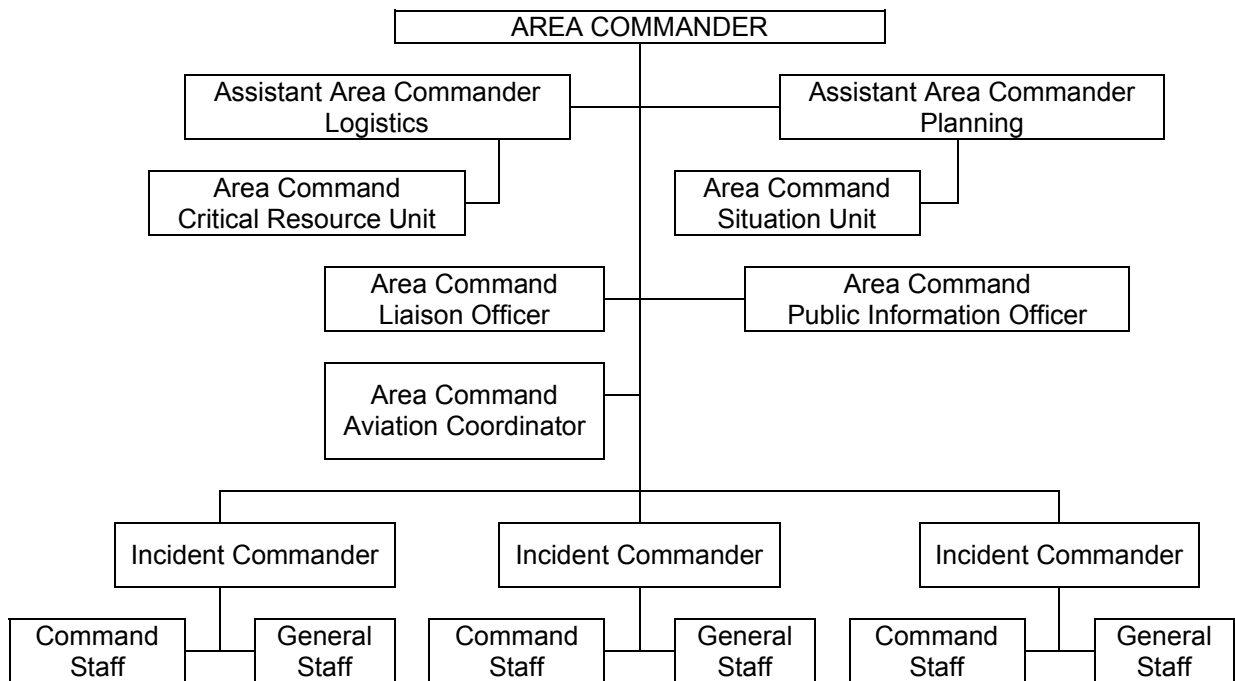 AREA COMMANDER
Assistant Area Commander
Logistics
Assistant Area Commander
Planning
Area Command
Critical Resource Unit
Area Command
Situation Unit
Area Command
Liaison Officer
Area Command
Public Information Officer
Area Command
Aviation Coordinator
Incident Commander
Incident Commander
Incident Commander
Command
Staff
General
Staff
Command
Staff
General
Staff
Command
Staff
General
Staff